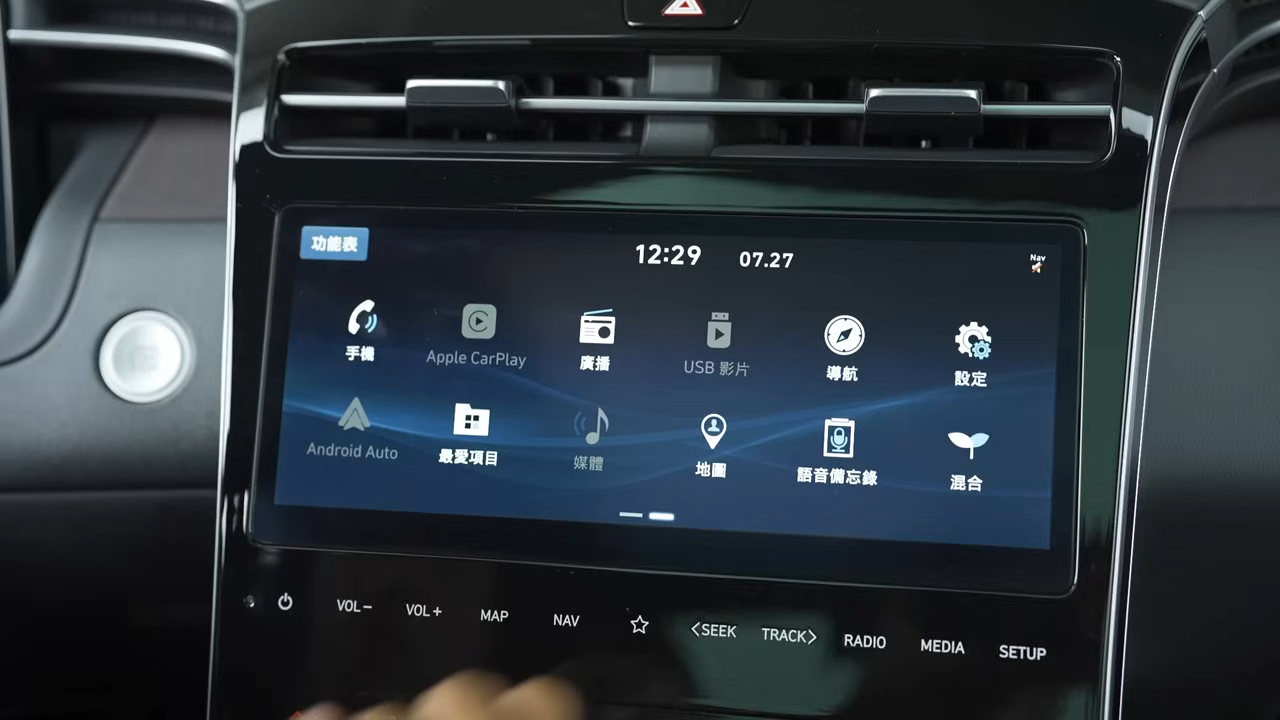 功能表
12:29 07.27
Nav
手機 Apple CarPlay 廣播 USB 影片 導航 設定
Android Auto 最愛項目 媒體 地圖 語音備忘錄 混合
VOL- VOL+ MAP NAV <SEEK TRACK> RADIO MEDIA SETUP